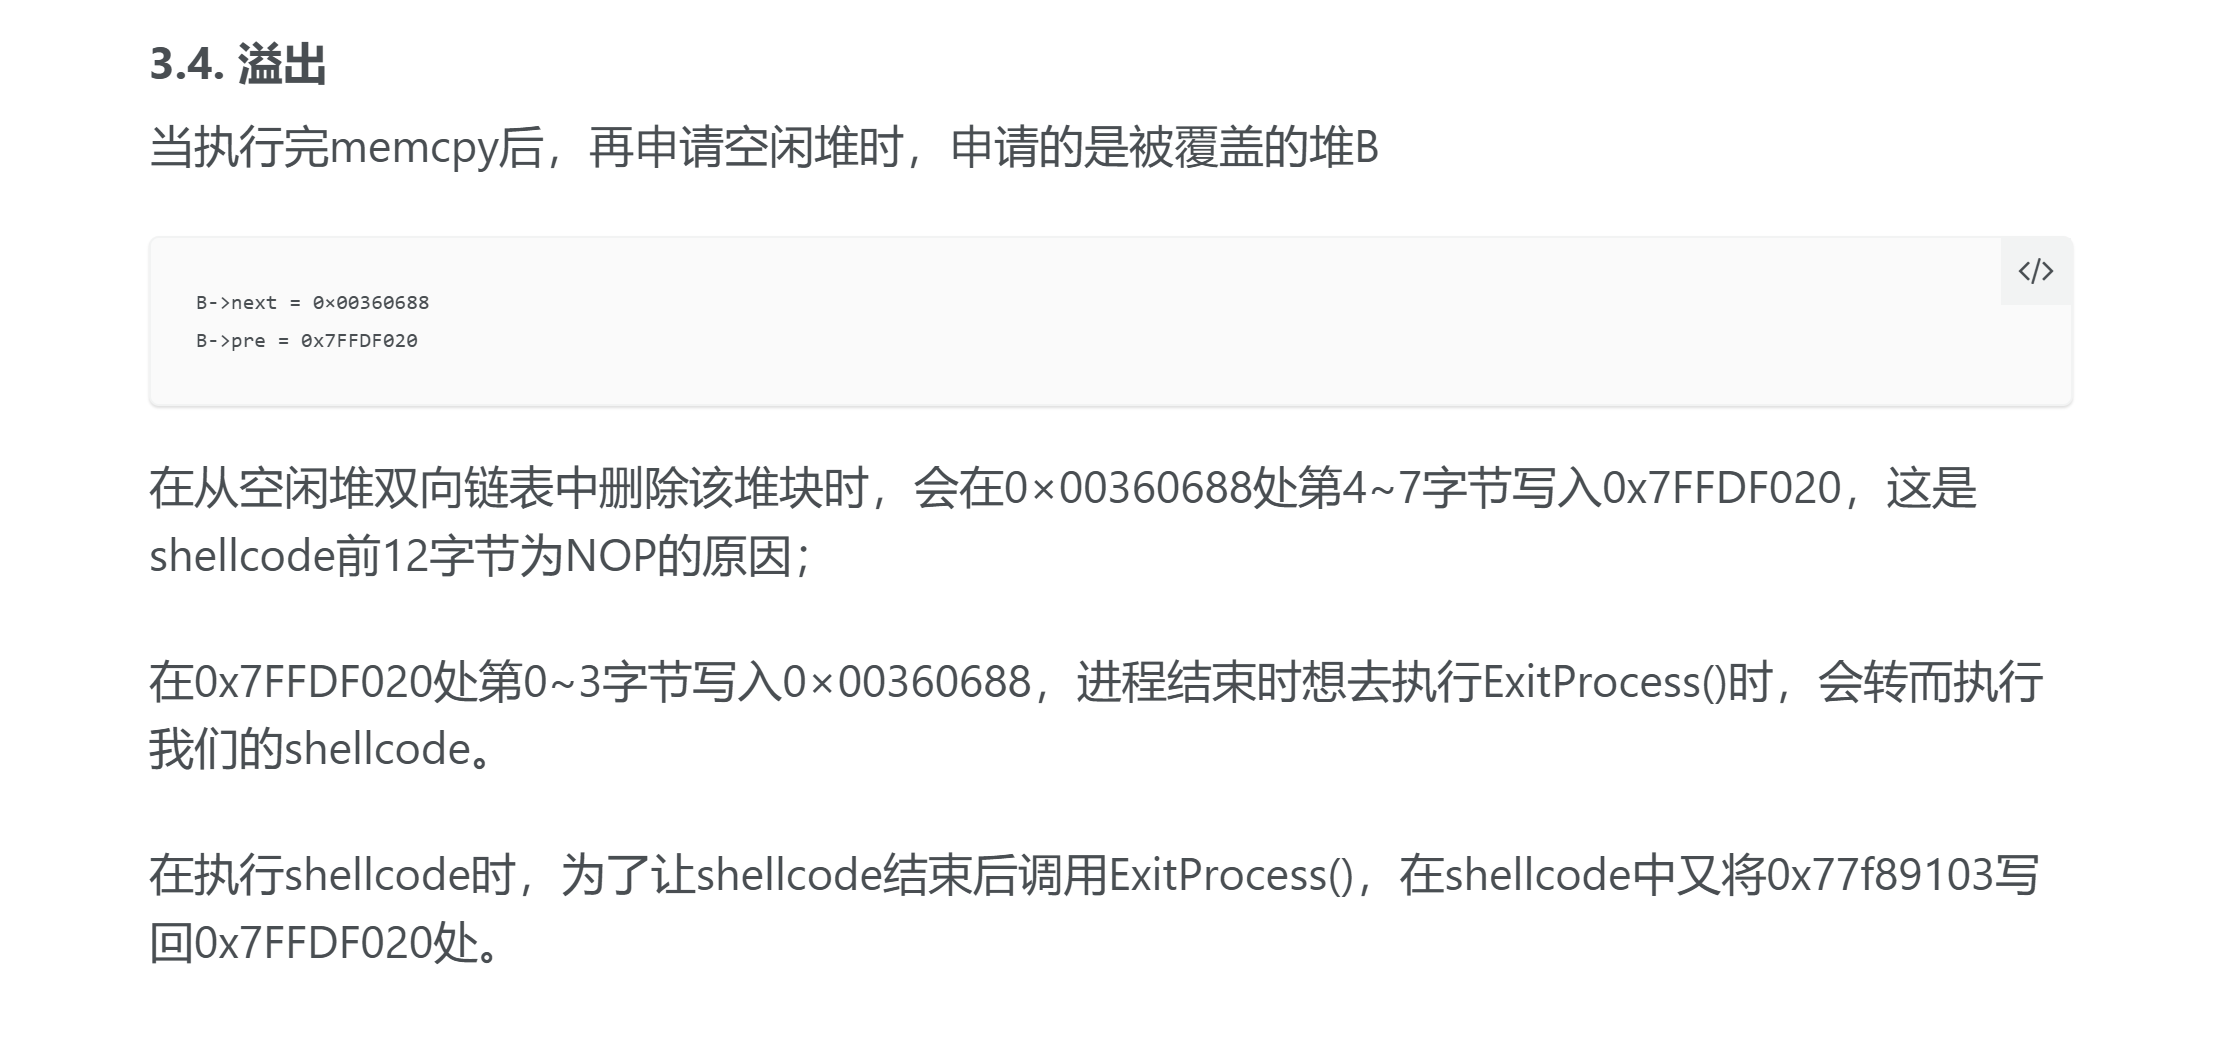 3.4. 溢出
当执行完memcpy后，再申请空闲堆时，申请的是被覆盖的堆B
</>
B->next = 0×00360688
B->pre = 0x7FFDF020
在从空闲堆双向链表中删除该堆块时，会在0×00360688处第4~7字节写入0x7FFDF020，这是
shellcode前12字节为NOP的原因；
在0x7FFDF020处第0~3字节写入0×00360688，进程结束时想去执行ExitProcess()时，会转而执行
我们的shellcode。
在执行shellcode时，为了让shellcode结束后调用ExitProcess()，在shellcode中又将0x77f89103写
回0x7FFDF020处。